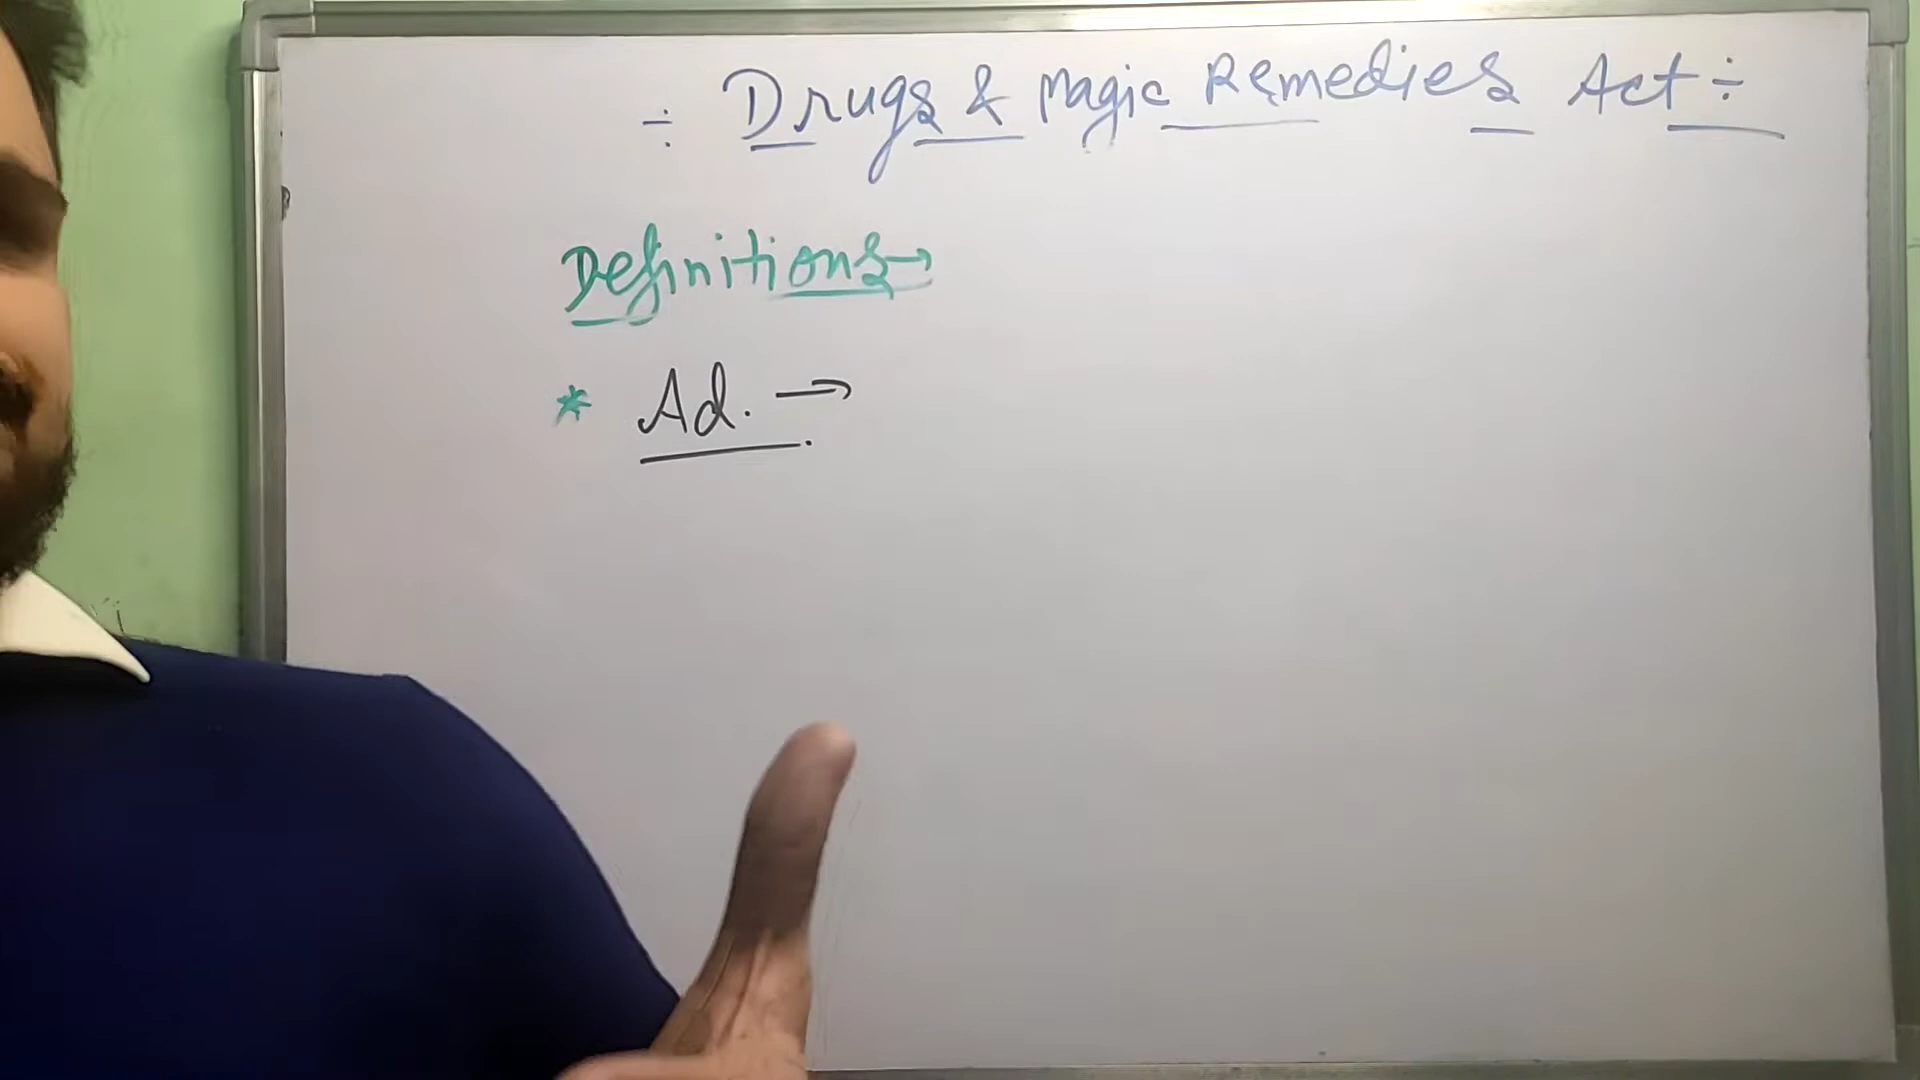 ÷ Drugs & Magic Remedies Act ÷
Definitions →
* Ad. →